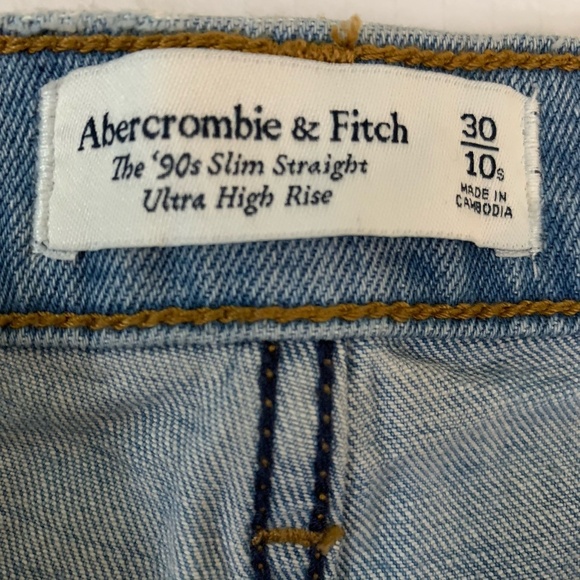 Abercrombie & Fitch
The '90s Slim Straight
Ultra High Rise
30
10s
MADE IN
CAMBODIA